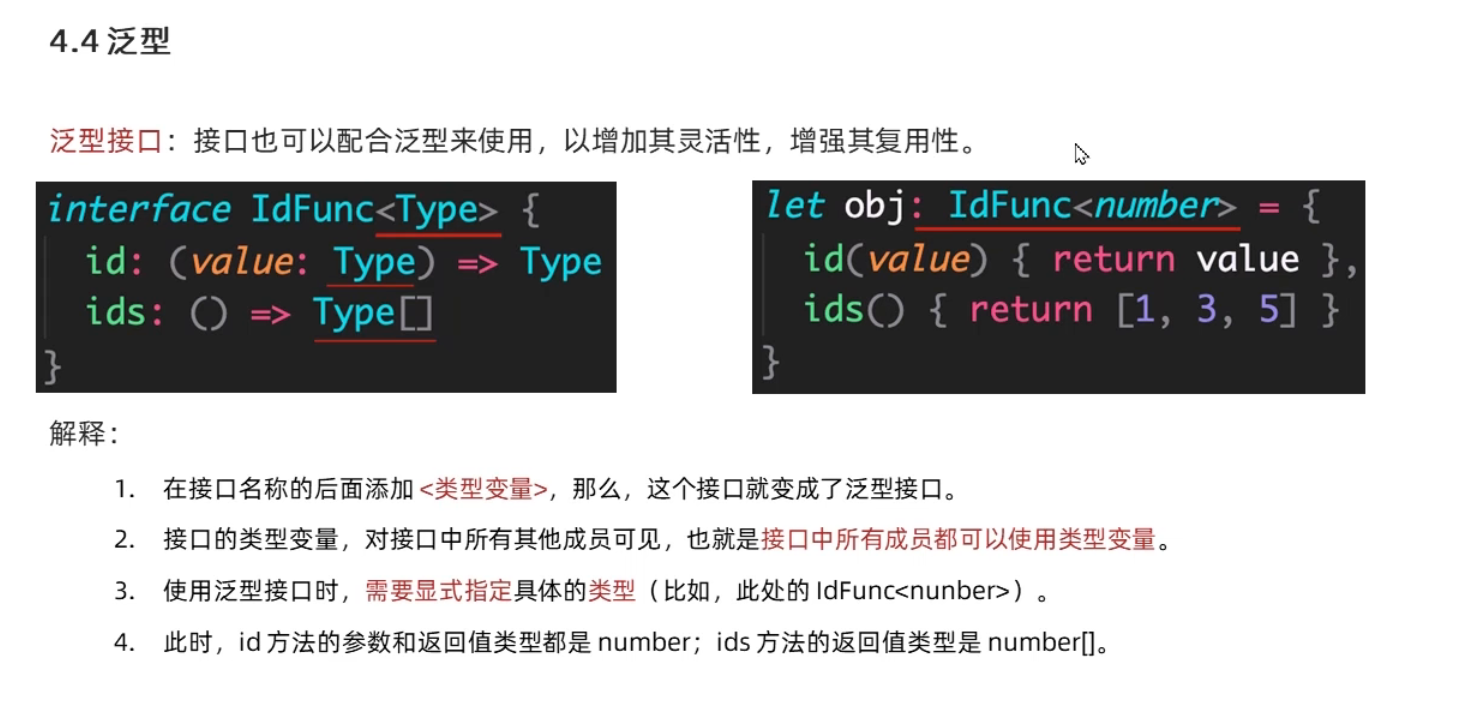 4.4 泛型
泛型接口：接口也可以配合泛型来使用，以增加其灵活性，增强其复用性。
interface IdFunc<Type> {
  id: (value: Type) => Type
  ids: () => Type[]
}
let obj: IdFunc<number> = {
  id(value) { return value },
  ids() { return [1, 3, 5] }
}
解释：
1. 在接口名称的后面添加 <类型变量>，那么，这个接口就变成了泛型接口。
2. 接口的类型变量，对接口中所有其他成员可见，也就是接口中所有成员都可以使用类型变量。
3. 使用泛型接口时，需要显式指定具体的类型（比如，此处的 IdFunc<nunber>）。
4. 此时，id 方法的参数和返回值类型都是 number；ids 方法的返回值类型是 number[]。